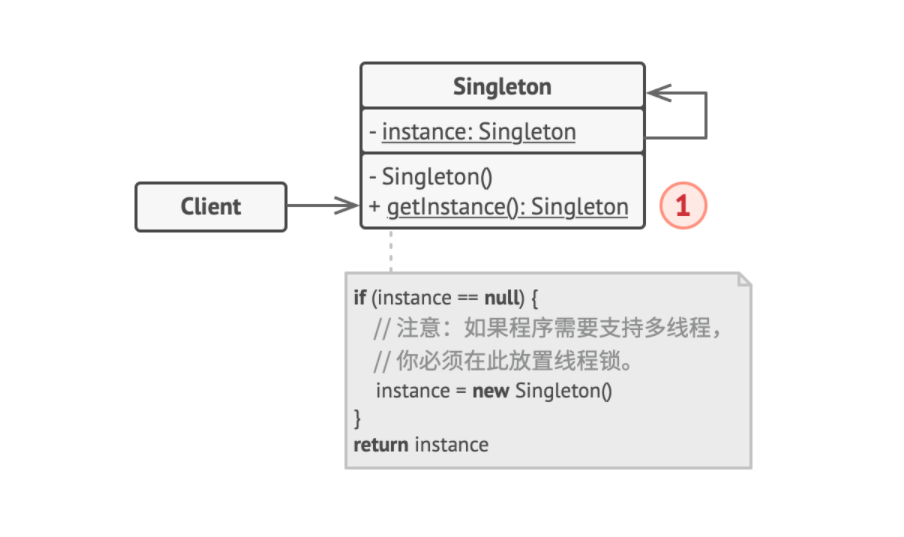 Singleton
- instance: Singleton
- Singleton()
+ getInstance(): Singleton
Client
1
if (instance == null) {
// 注意：如果程序需要支持多线程，
// 你必须在此放置线程锁。
instance = new Singleton()
}
return instance